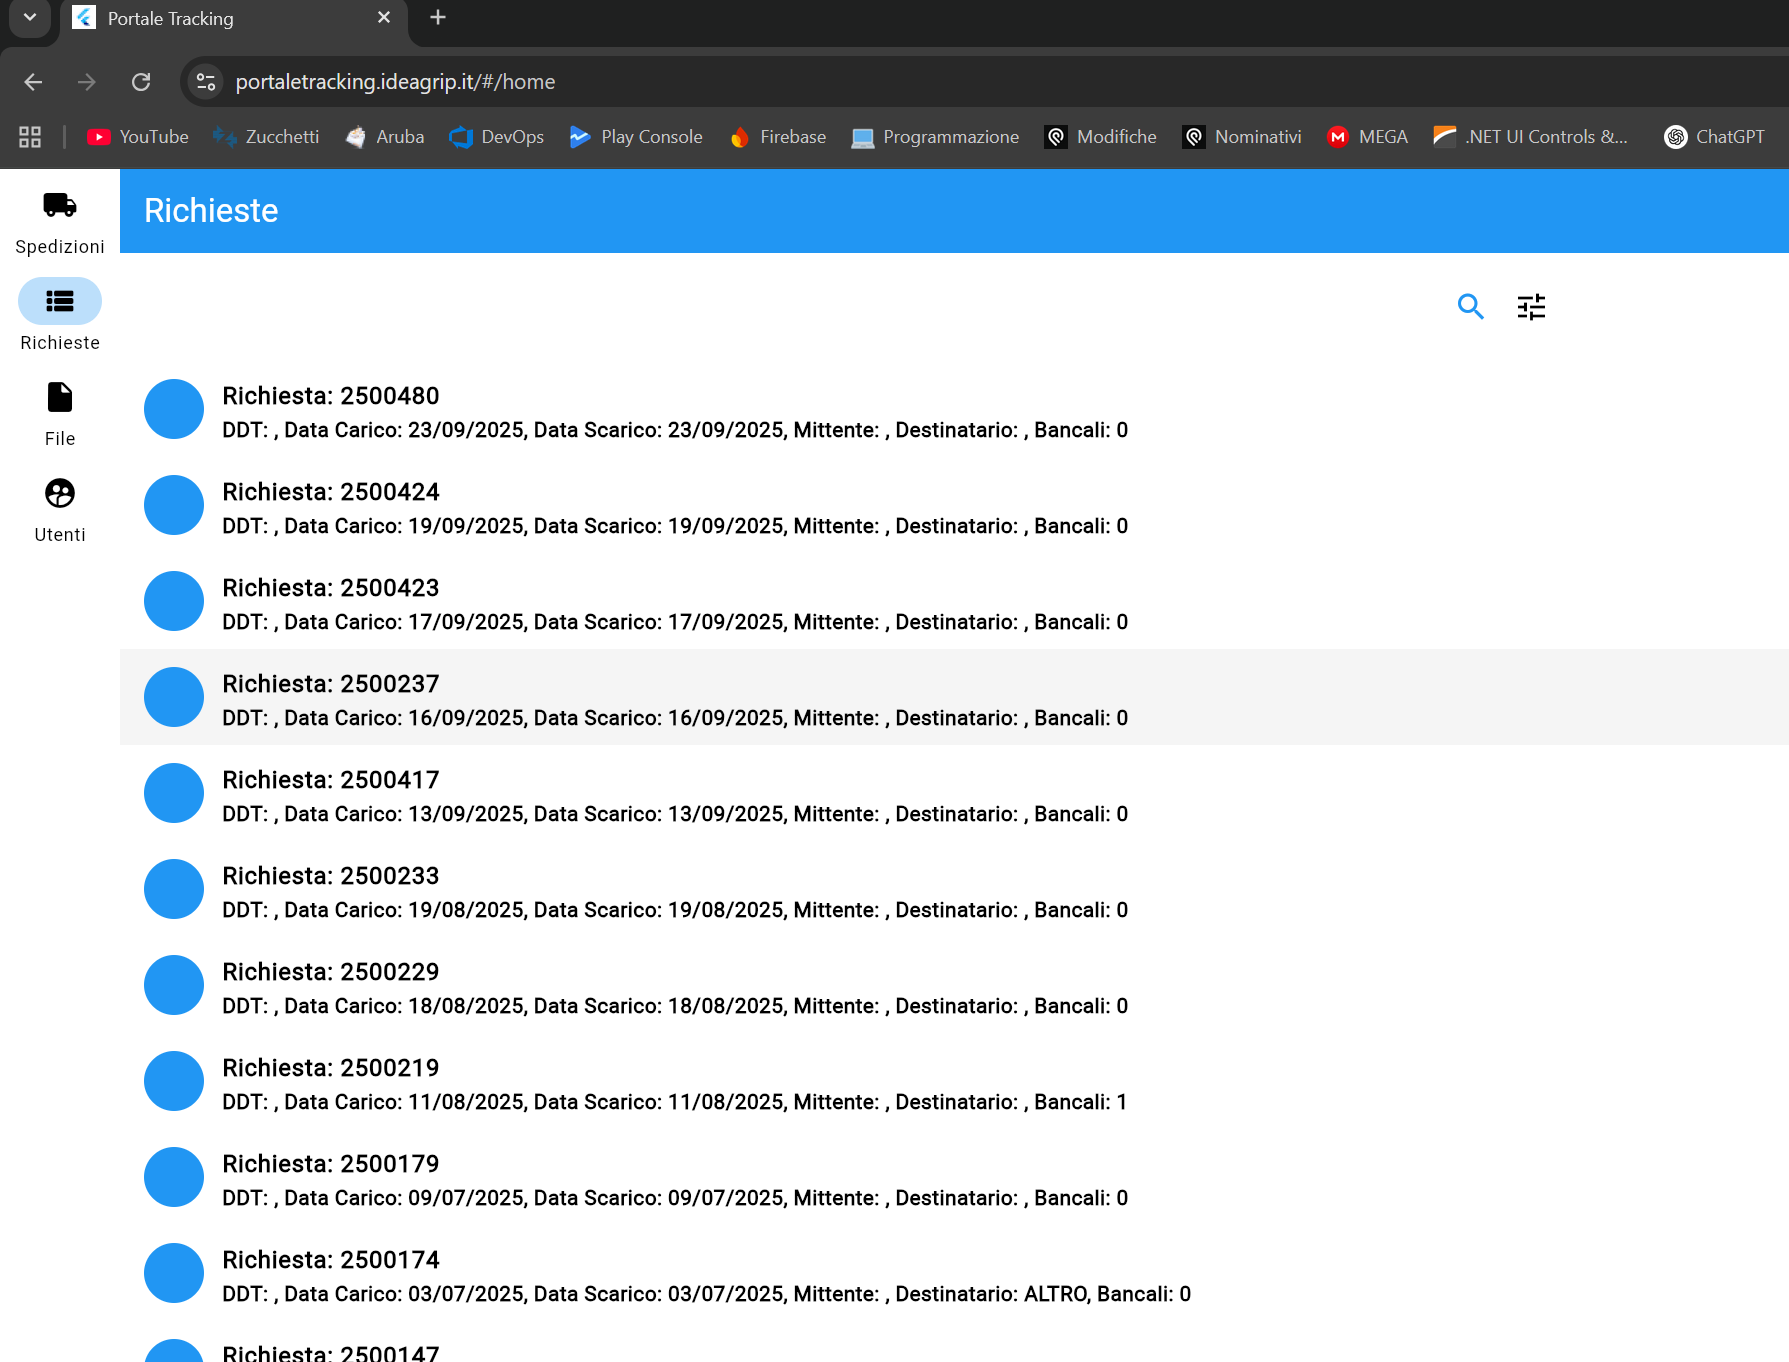 Portale Tracking
portaletracking.ideagrip.it/#/home
YouTube Zucchetti Aruba DevOps Play Console Firebase Programmazione Modifiche Nominativi MEGA .NET UI Controls &... ChatGPT
Spedizioni
Richieste
File
Utenti
Richieste
Richiesta: 2500480
DDT: , Data Carico: 23/09/2025, Data Scarico: 23/09/2025, Mittente: , Destinatario: , Bancali: 0
Richiesta: 2500424
DDT: , Data Carico: 19/09/2025, Data Scarico: 19/09/2025, Mittente: , Destinatario: , Bancali: 0
Richiesta: 2500423
DDT: , Data Carico: 17/09/2025, Data Scarico: 17/09/2025, Mittente: , Destinatario: , Bancali: 0
Richiesta: 2500237
DDT: , Data Carico: 16/09/2025, Data Scarico: 16/09/2025, Mittente: , Destinatario: , Bancali: 0
Richiesta: 2500417
DDT: , Data Carico: 13/09/2025, Data Scarico: 13/09/2025, Mittente: , Destinatario: , Bancali: 0
Richiesta: 2500233
DDT: , Data Carico: 19/08/2025, Data Scarico: 19/08/2025, Mittente: , Destinatario: , Bancali: 0
Richiesta: 2500229
DDT: , Data Carico: 18/08/2025, Data Scarico: 18/08/2025, Mittente: , Destinatario: , Bancali: 0
Richiesta: 2500219
DDT: , Data Carico: 11/08/2025, Data Scarico: 11/08/2025, Mittente: , Destinatario: , Bancali: 1
Richiesta: 2500179
DDT: , Data Carico: 09/07/2025, Data Scarico: 09/07/2025, Mittente: , Destinatario: , Bancali: 0
Richiesta: 2500174
DDT: , Data Carico: 03/07/2025, Data Scarico: 03/07/2025, Mittente: , Destinatario: ALTRO, Bancali: 0
Richiesta: 2500147